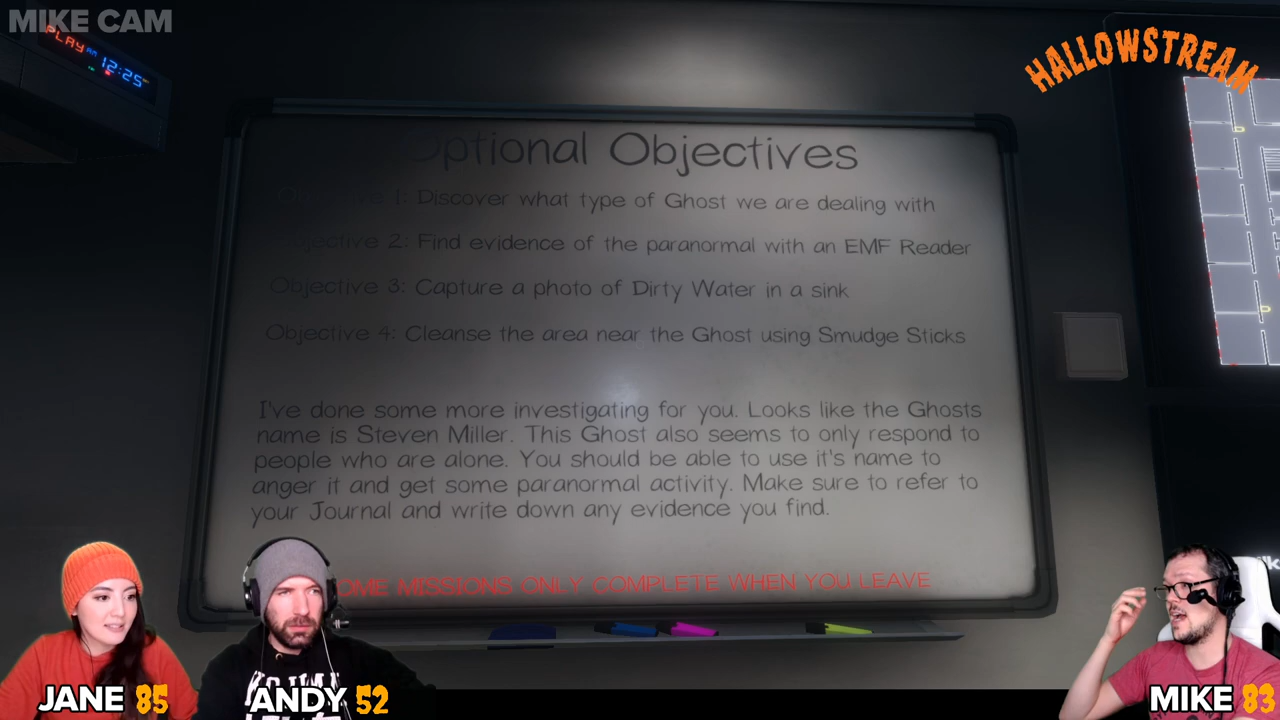 MIKE CAM
PLAY AM 12:25
HALLOWSTREAM
Optional Objectives
Objective 1: Discover what type of Ghost we are dealing with
Objective 2: Find evidence of the paranormal with an EMF Reader
Objective 3: Capture a photo of Dirty Water in a sink
Objective 4: Cleanse the area near the Ghost using Smudge Sticks
I've done some more investigating for you. Looks like the Ghosts
name is Steven Miller. This Ghost also seems to only respond to
people who are alone. You should be able to use it's name to
anger it and get some paranormal activity. Make sure to refer to
your Journal and write down any evidence you find.
SOME MISSIONS ONLY COMPLETE WHEN YOU LEAVE
JANE 85
ANDY 52
MIKE 83